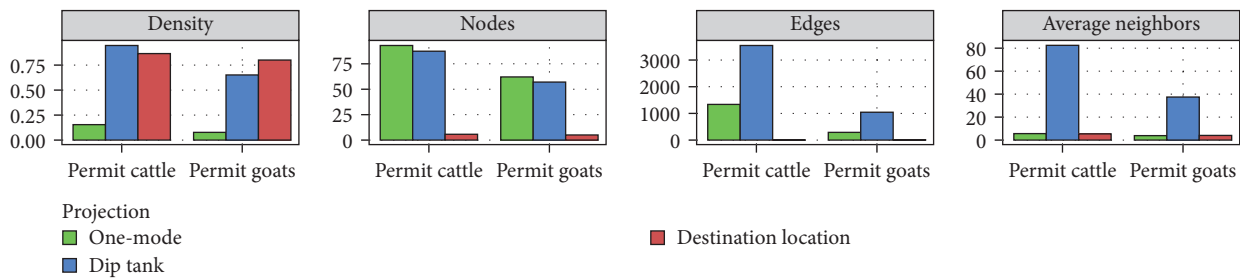 Density
0.75
0.50
0.25
0.00
Permit cattle Permit goats
Nodes
75
50
25
0
Permit cattle Permit goats
Edges
3000
2000
1000
0
Permit cattle Permit goats
Average neighbors
80
60
40
20
0
Permit cattle Permit goats
Projection
One-mode
Dip tank
Destination location